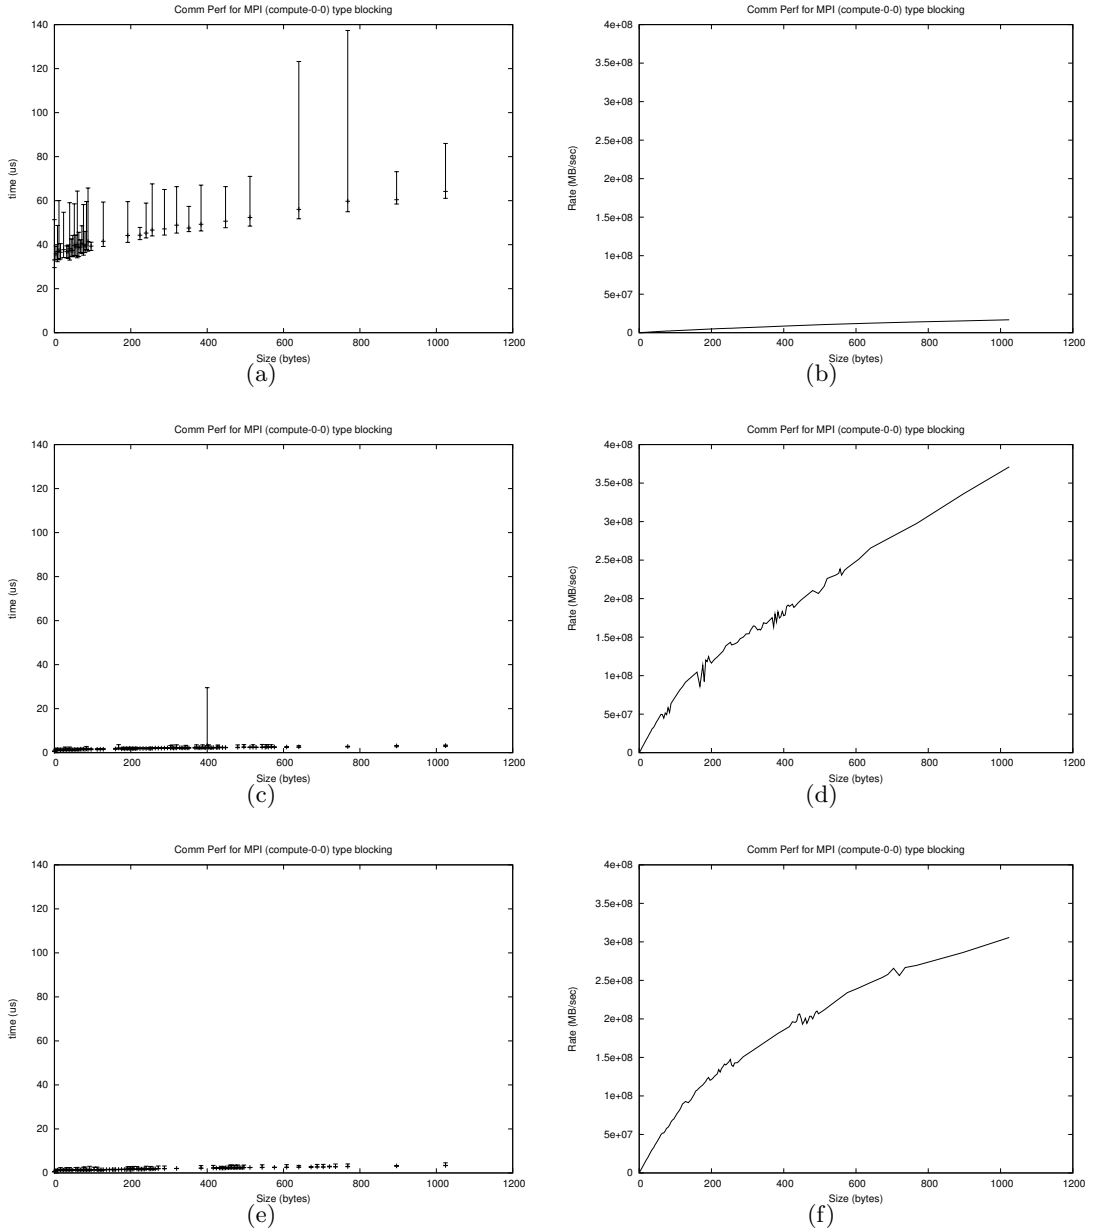 Comm Perf for MPI (compute-0-0) type blocking
140
120
100
80
60
40
20
0
time (us)
0 200 400 600 800 1000 1200
Size (bytes)
(a)
Comm Perf for MPI (compute-0-0) type blocking
4e+08
3.5e+08
3e+08
2.5e+08
2e+08
1.5e+08
1e+08
5e+07
0
Rate (MB/sec)
0 200 400 600 800 1000 1200
Size (bytes)
(b)
Comm Perf for MPI (compute-0-0) type blocking
140
120
100
80
60
40
20
0
time (us)
0 200 400 600 800 1000 1200
Size (bytes)
(c)
Comm Perf for MPI (compute-0-0) type blocking
4e+08
3.5e+08
3e+08
2.5e+08
2e+08
1.5e+08
1e+08
5e+07
0
Rate (MB/sec)
0 200 400 600 800 1000 1200
Size (bytes)
(d)
Comm Perf for MPI (compute-0-0) type blocking
140
120
100
80
60
40
20
0
time (us)
0 200 400 600 800 1000 1200
Size (bytes)
(e)
Comm Perf for MPI (compute-0-0) type blocking
4e+08
3.5e+08
3e+08
2.5e+08
2e+08
1.5e+08
1e+08
5e+07
0
Rate (MB/sec)
0 200 400 600 800 1000 1200
Size (bytes)
(f)